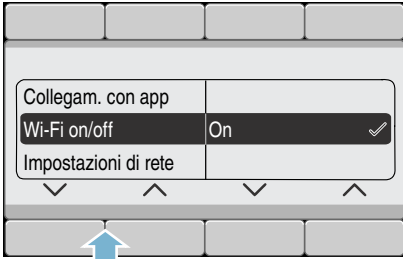 Collegam. con app
Wi-Fi on/off On
Impostazioni di rete